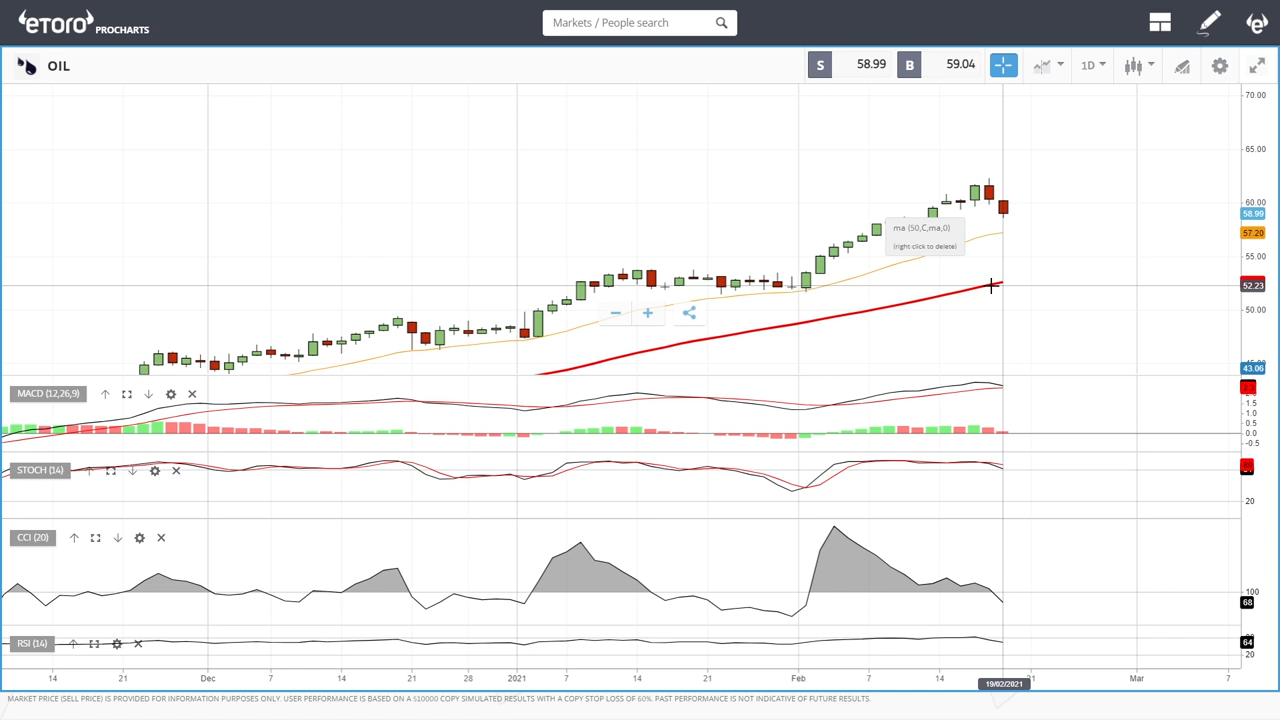 eTORO PROCHARTS
Markets / People search
OIL
S 58.99 B 59.04 1D
70.00
65.00
60.00
58.99
57.20
55.00
ma (50,C,ma,0)
(right click to delete)
52.23
50.00
43.06
MACD (12,26,9)
1.5
1.0
0.5
0.0
-0.5
STOCH (14)
20
CCI (20)
100
68
RSI (14)
64
20
14 21 Dec 7 14 21 28 2021 7 14 21 Feb 7 14 21 Mar 7
19/02/2021
MARKET PRICE (SELL PRICE) IS PROVIDED FOR INFORMATION PURPOSES ONLY. USER PERFORMANCE IS BASED ON A $10000 COPY SIMULATED RESULTS WITH A COPY STOP LOSS OF 60%. PAST PERFORMANCE IS NOT INDICATIVE OF FUTURE RESULTS.